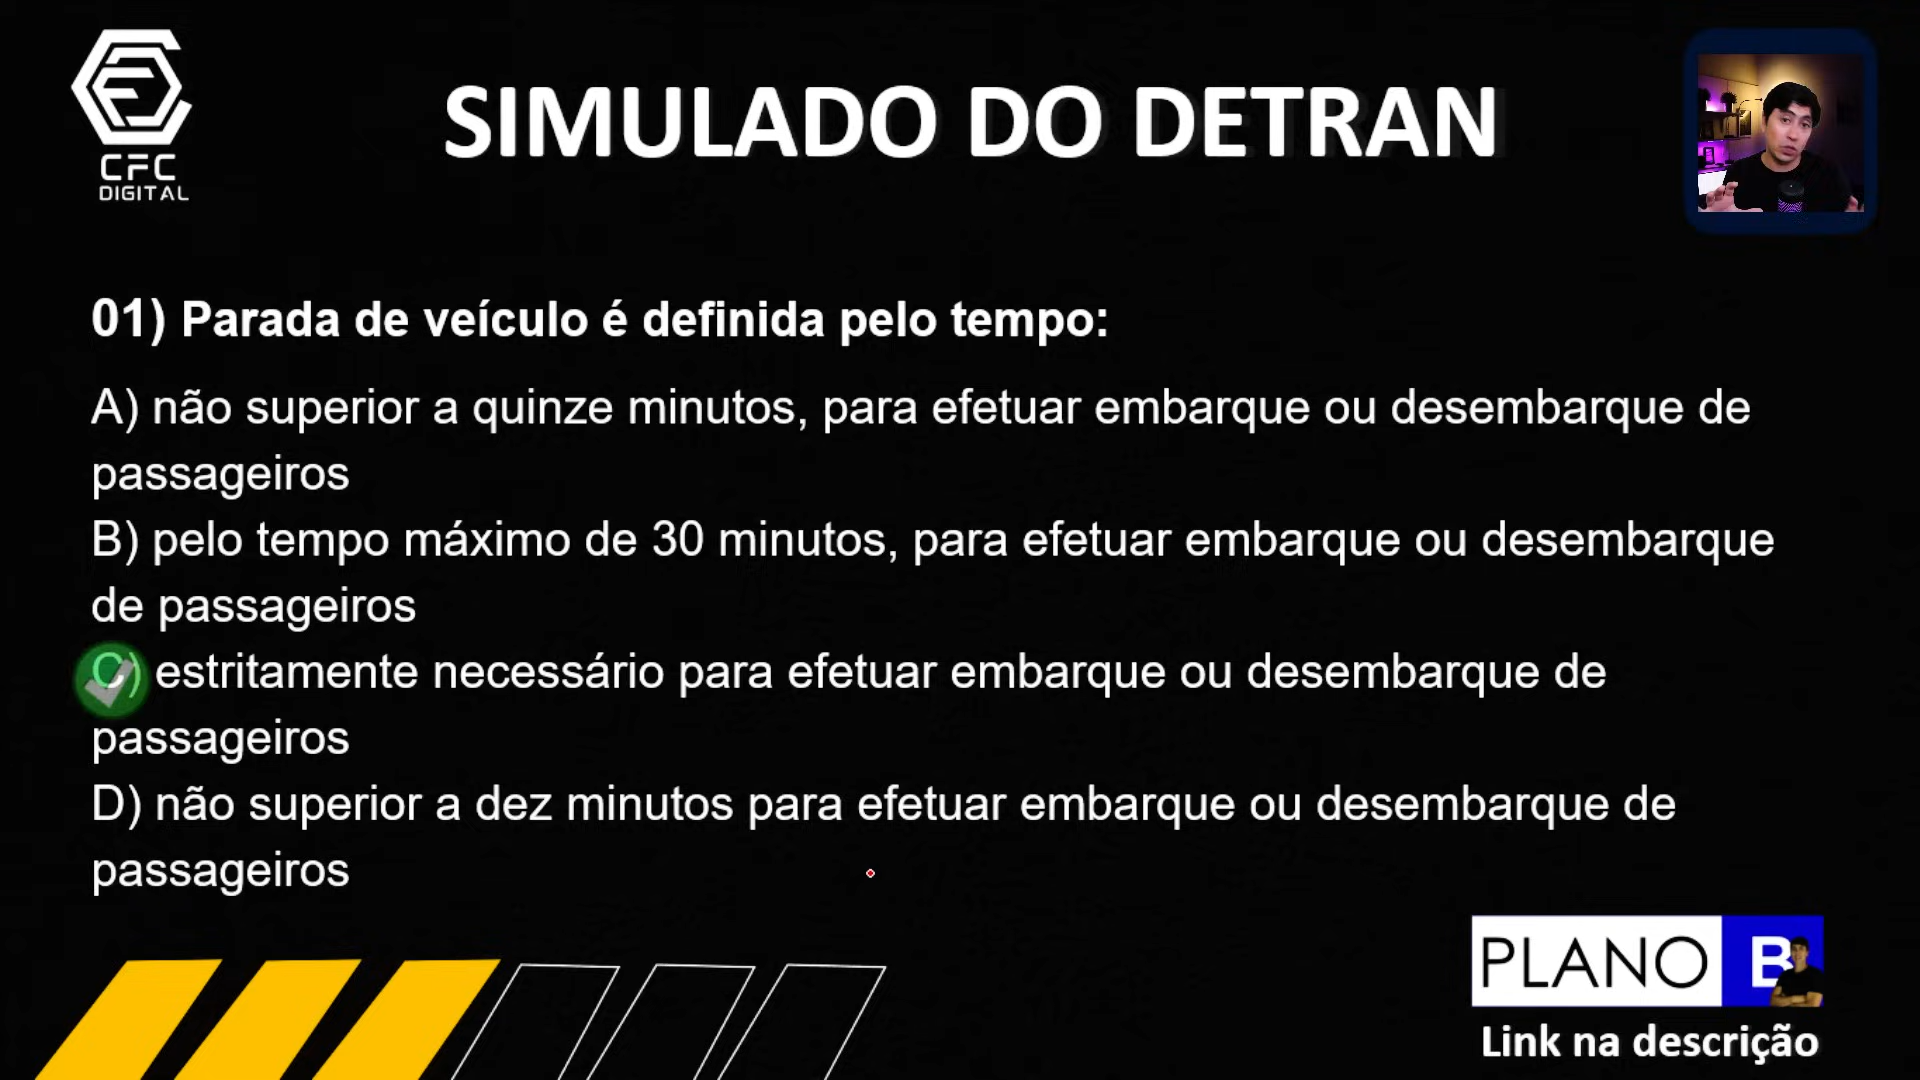 CFC
DIGITAL
SIMULADO DO DETRAN
01) Parada de veículo é definida pelo tempo:
A) não superior a quinze minutos, para efetuar embarque ou desembarque de
passageiros
B) pelo tempo máximo de 30 minutos, para efetuar embarque ou desembarque
de passageiros
C) estritamente necessário para efetuar embarque ou desembarque de
passageiros
D) não superior a dez minutos para efetuar embarque ou desembarque de
passageiros
PLANO B
Link na descrição